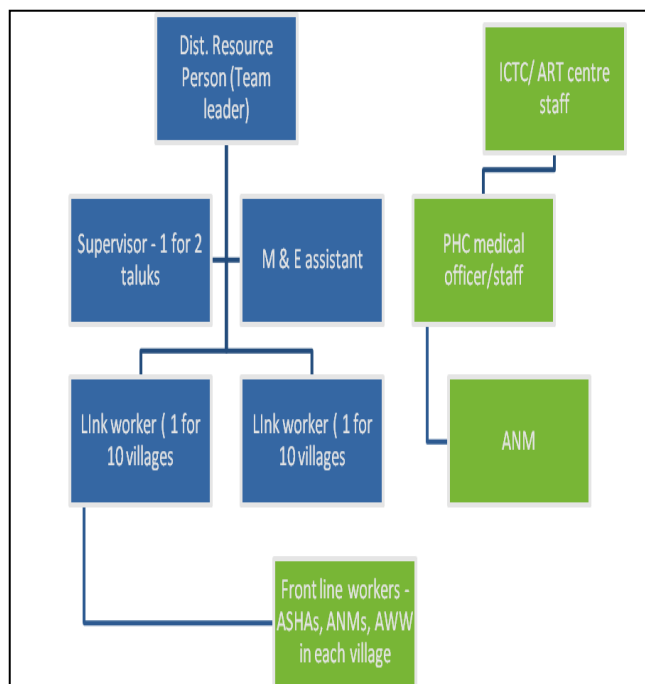 Dist. Resource
Person (Team
leader)
ICTC/ ART centre
staff
Supervisor - 1 for 2
taluks
M & E assistant
PHC medical
officer/staff
LInk worker ( 1 for
10 villages
LInk worker ( 1 for
10 villages
ANM
Front line workers -
ASHAs, ANMs, AWW
in each village